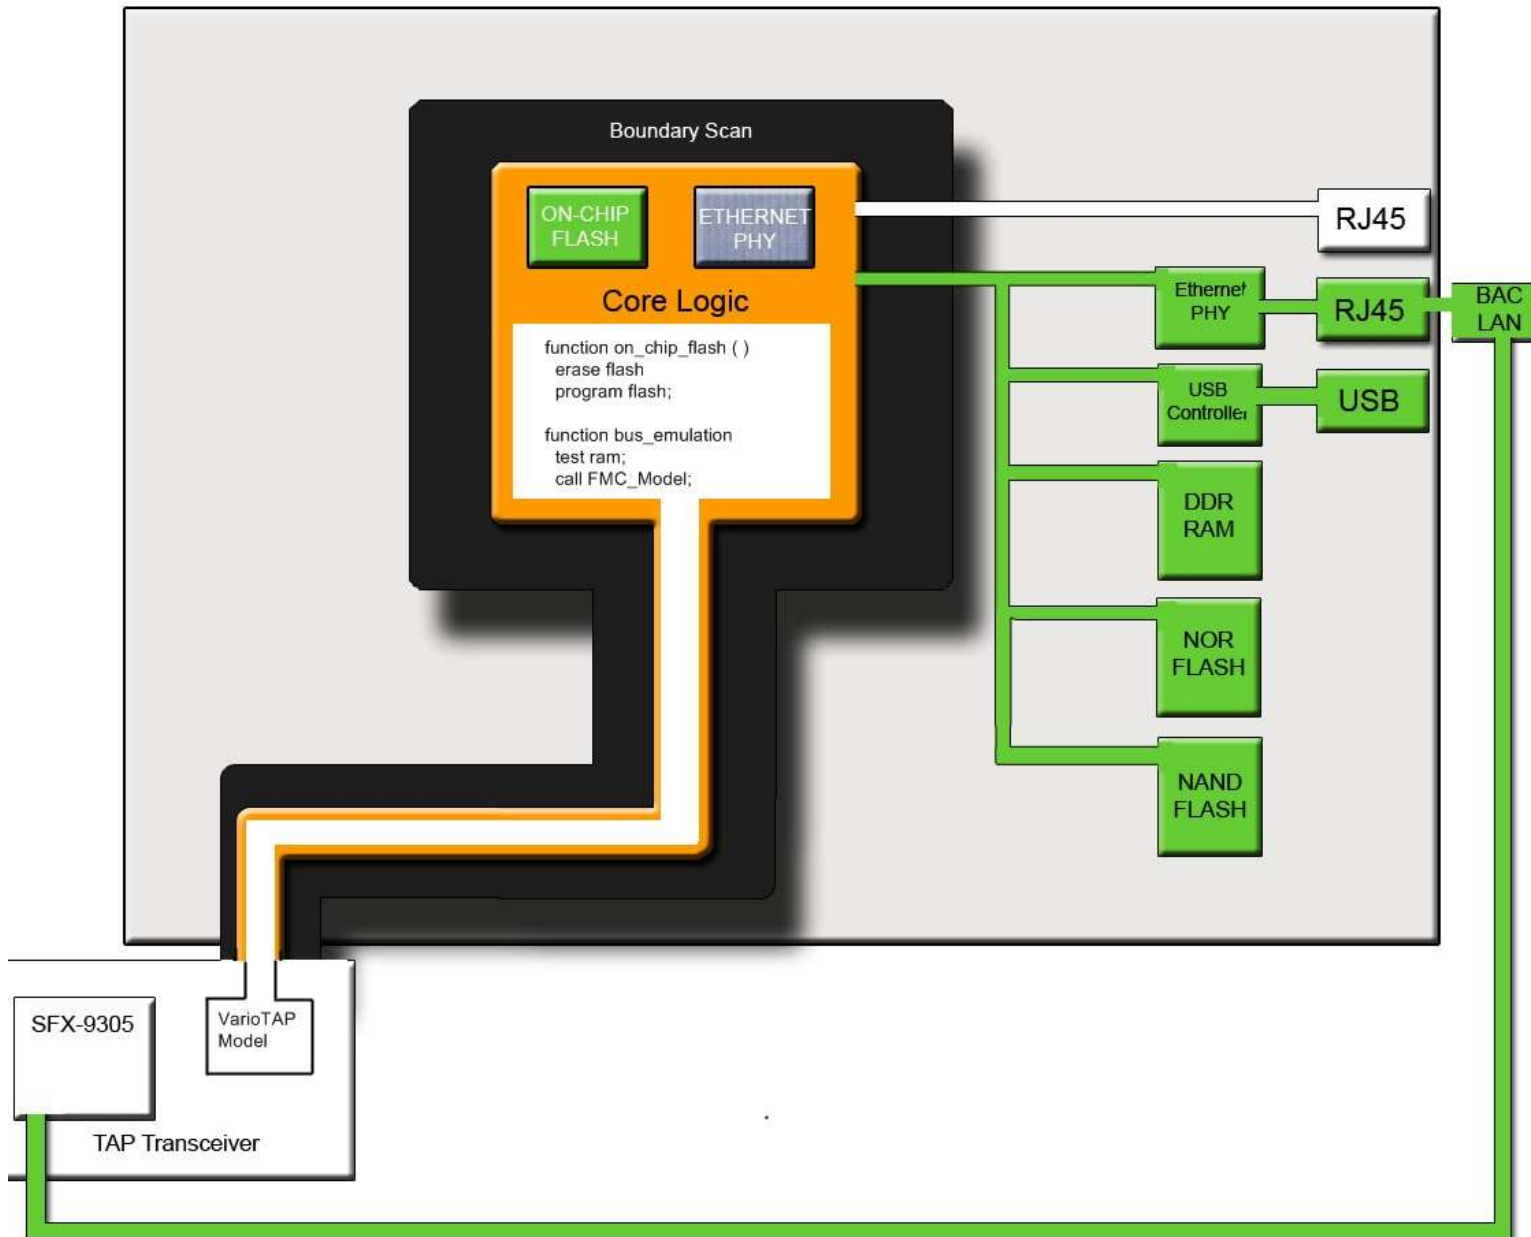 Boundary Scan
ON-CHIP
FLASH
ETHERNET
PHY
Core Logic
function on_chip_flash ( )
erase flash
program flash;
function bus_emulation
test ram;
call FMC_Model;
RJ45
Ethernet
PHY
RJ45
BAC
LAN
USB
Controller
USB
DDR
RAM
NOR
FLASH
NAND
FLASH
SFX-9305
VarioTAP
Model
TAP Transceiver